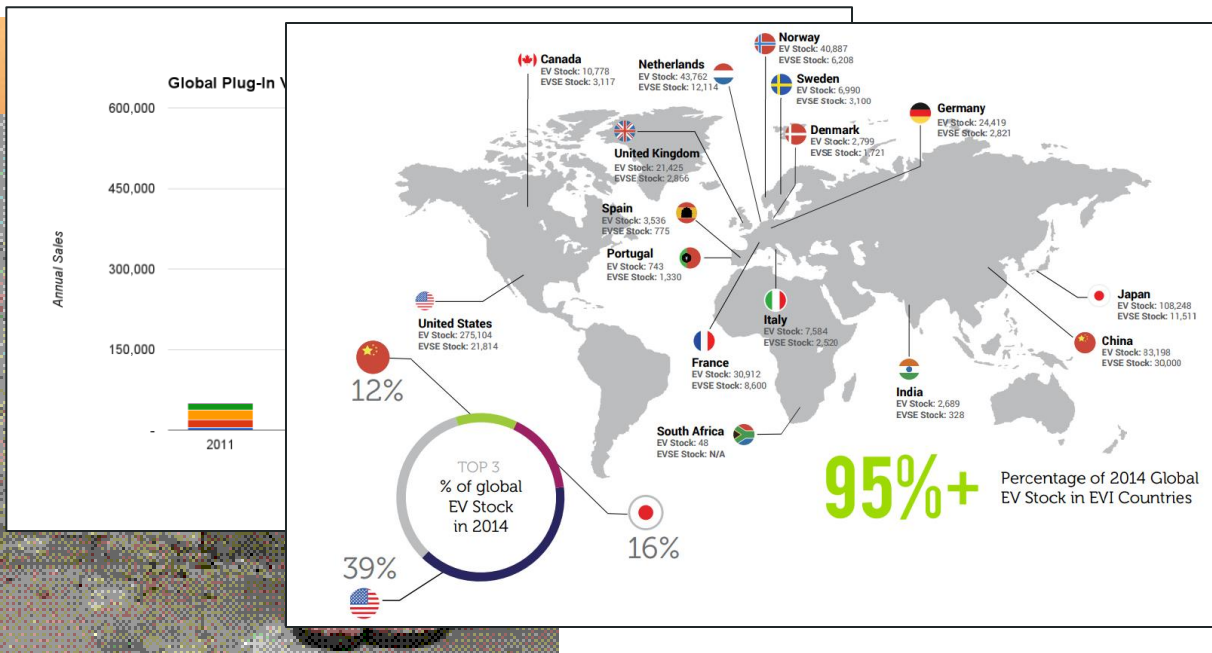 Global Plug-In V
600,000
450,000
300,000
150,000
-
Annual Sales
2011
Canada
EV Stock: 10,778
EVSE Stock: 3,117
Netherlands
EV Stock: 43,762
EVSE Stock: 12,114
Norway
EV Stock: 40,887
EVSE Stock: 6,208
Sweden
EV Stock: 6,990
EVSE Stock: 3,100
Germany
EV Stock: 24,419
EVSE Stock: 2,821
Denmark
EV Stock: 2,799
EVSE Stock: 1,721
United Kingdom
EV Stock: 21,425
EVSE Stock: 2,866
Spain
EV Stock: 3,536
EVSE Stock: 775
Portugal
EV Stock: 743
EVSE Stock: 1,330
United States
EV Stock: 275,104
EVSE Stock: 21,814
Italy
EV Stock: 7,584
EVSE Stock: 2,520
France
EV Stock: 30,912
EVSE Stock: 8,600
Japan
EV Stock: 108,248
EVSE Stock: 11,511
China
EV Stock: 83,198
EVSE Stock: 30,000
India
EV Stock: 2,689
EVSE Stock: 328
South Africa
EV Stock: 48
EVSE Stock: N/A
12%
TOP 3
% of global
EV Stock
in 2014
16%
39%
95%+
Percentage of 2014 Global
EV Stock in EVI Countries